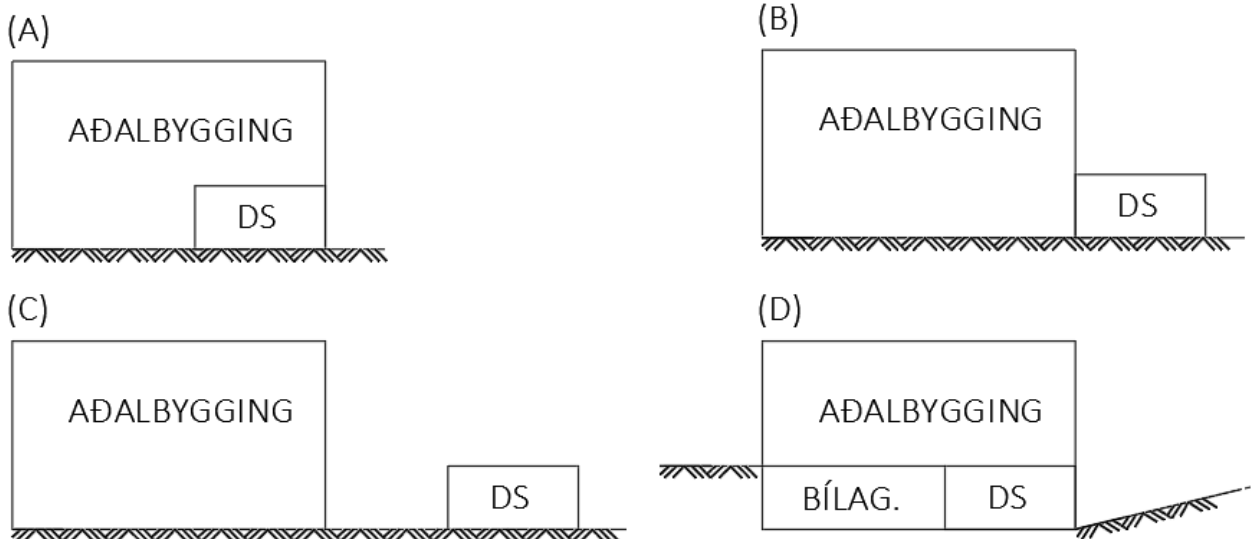 (A)
AÐALBYGGING
DS
(B)
AÐALBYGGING
DS
(C)
AÐALBYGGING
DS
(D)
AÐALBYGGING
BÍLAG.
DS